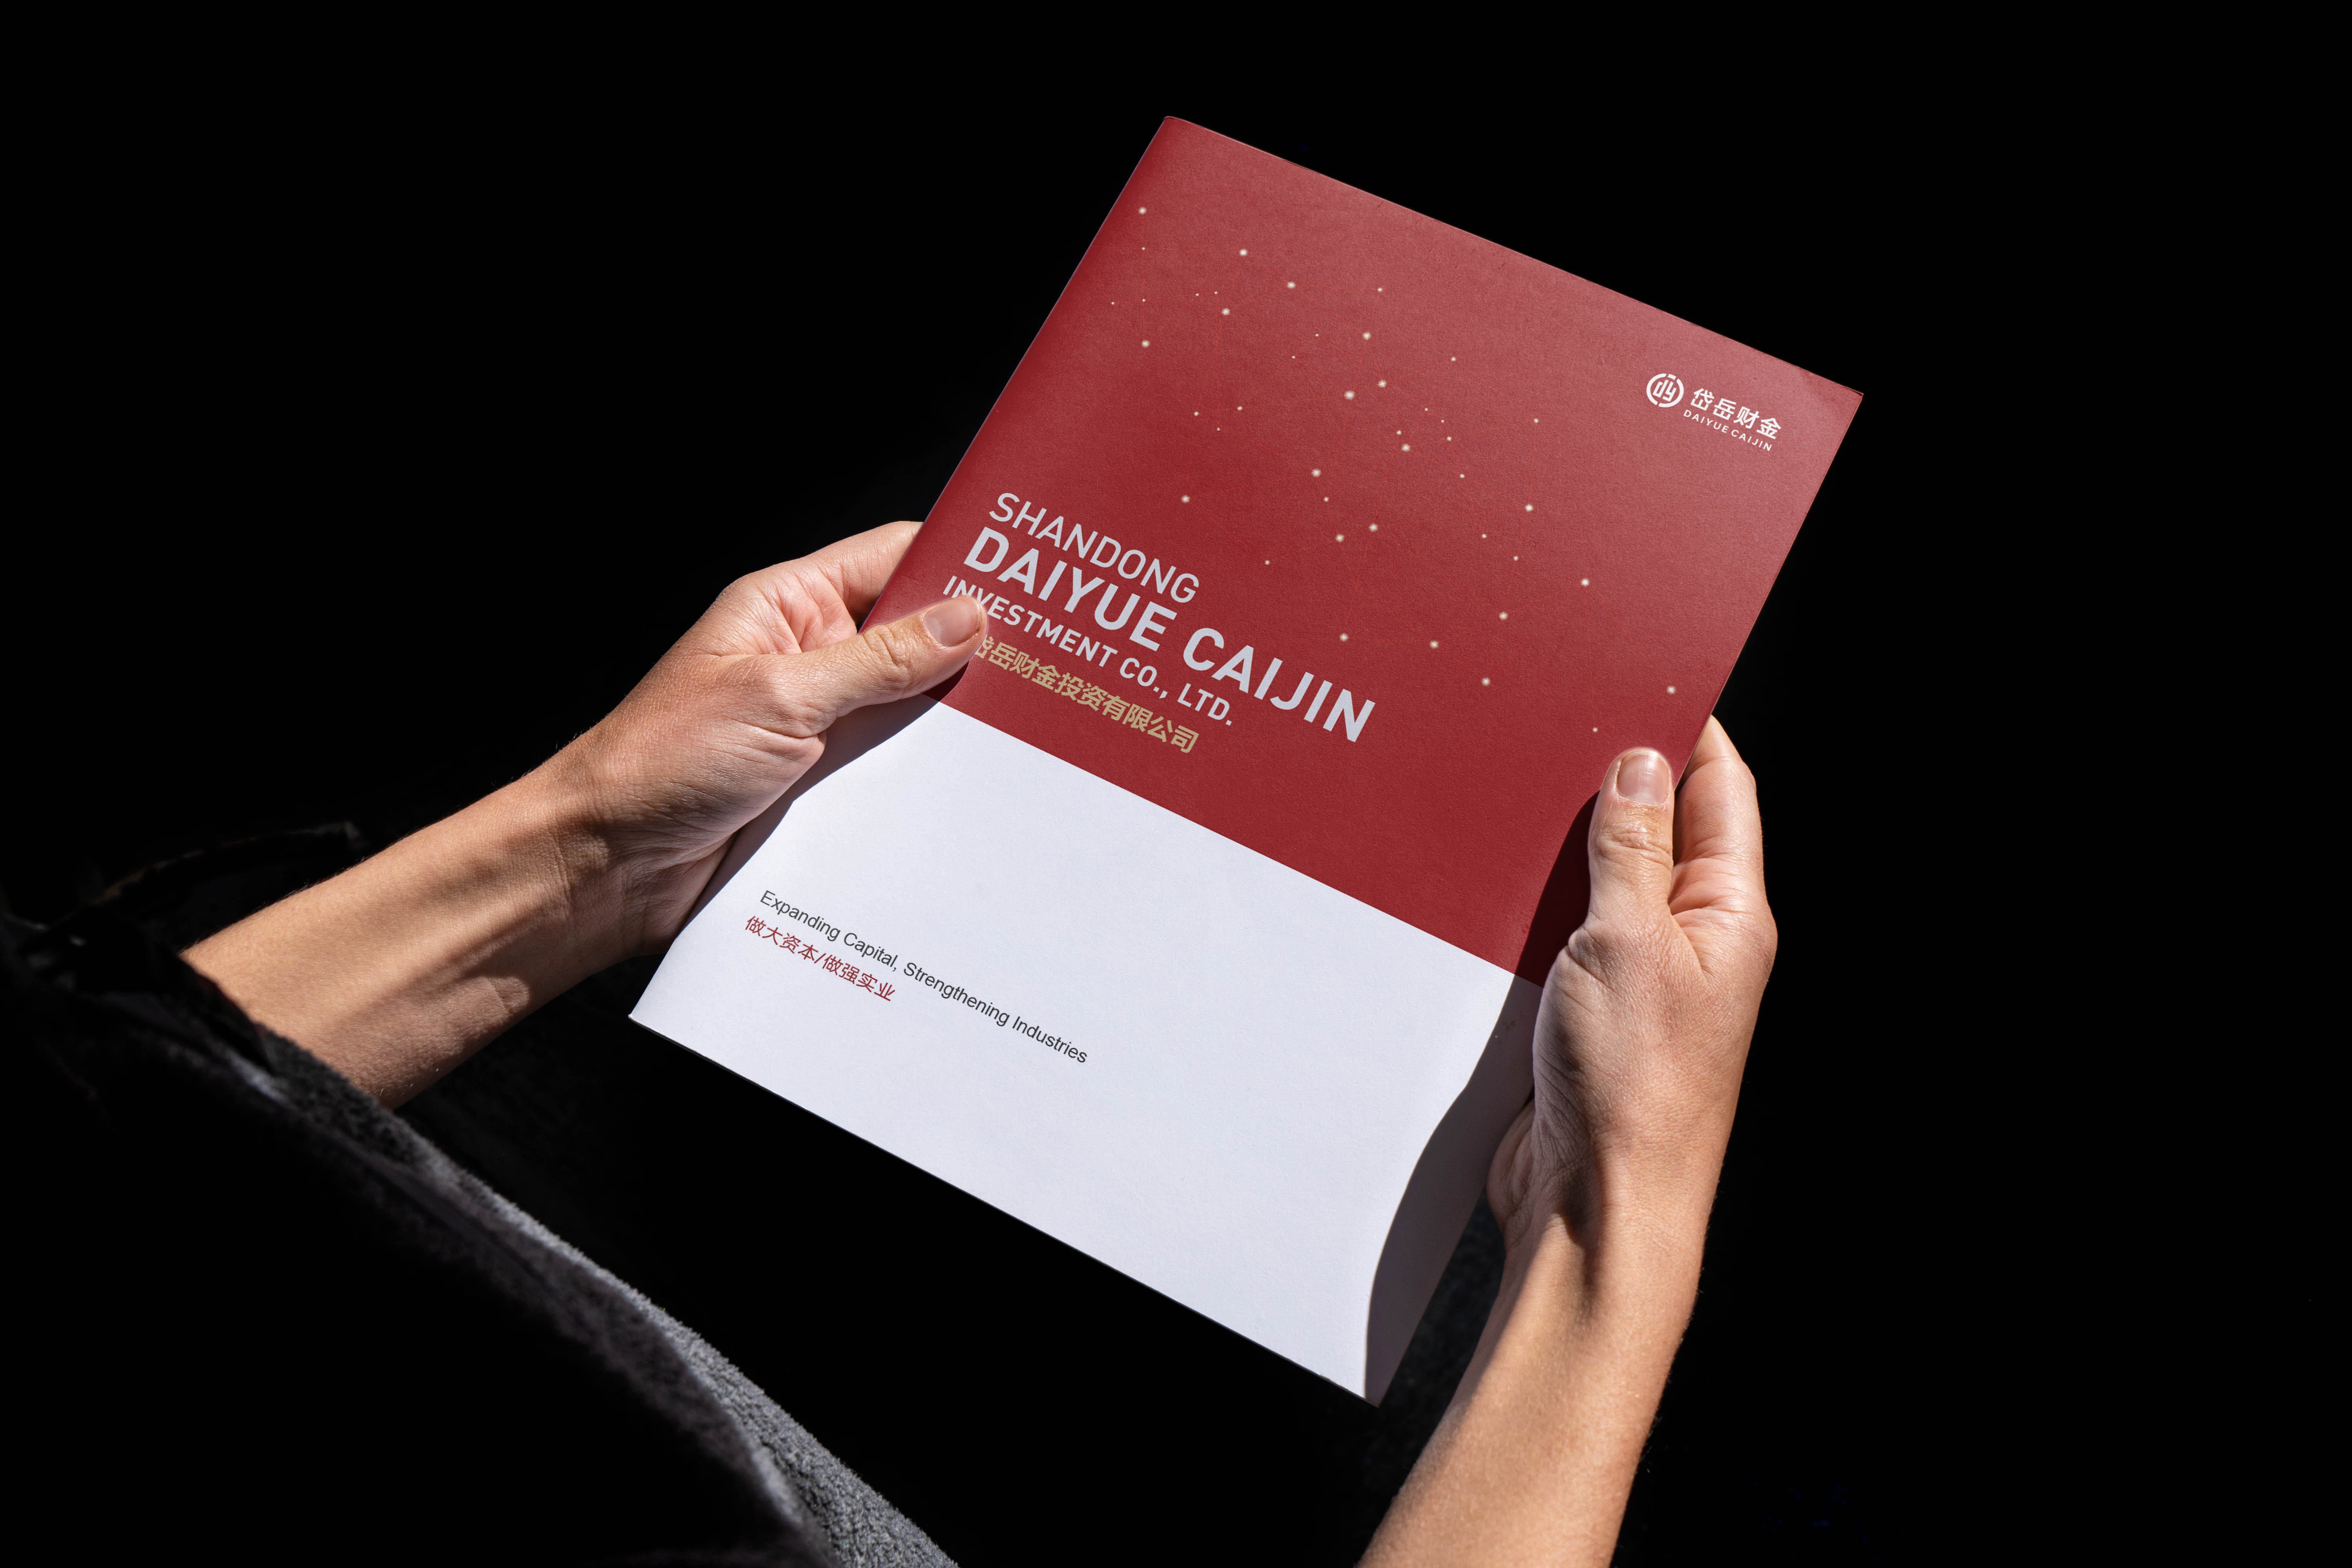 岱岳财金
DAIYUE CAIJIN
SHANDONG
DAIYUE CAIJIN
INVESTMENT CO., LTD.
岱岳财金投资有限公司
Expanding Capital, Strengthening Industries
做大资本/做强实业